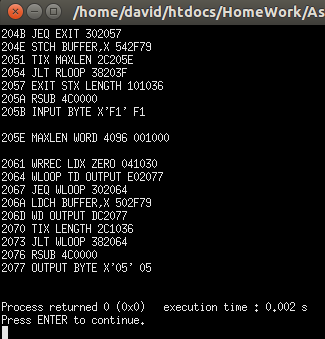 /home/david/htdocs/HomeWork/As
204B JEQ EXIT 302057
204E STCH BUFFER,X 542F79
2051 TIX MAXLEN 2C205E
2054 JLT RLOOP 38203F
2057 EXIT STX LENGTH 101036
205A RSUB 4C0000
205B INPUT BYTE X'F1' F1
205E MAXLEN WORD 4096 001000
2061 WRREC LDX ZERO 041030
2064 WLOOP TD OUTPUT E02077
2067 JEQ WLOOP 302064
206A LDCH BUFFER,X 502F79
206D WD OUTPUT DC2077
2070 TIX LENGTH 2C1036
2073 JLT WLOOP 382064
2076 RSUB 4C0000
2077 OUTPUT BYTE X'05' 05
Process returned 0 (0x0)   execution time : 0.002 s
Press ENTER to continue.